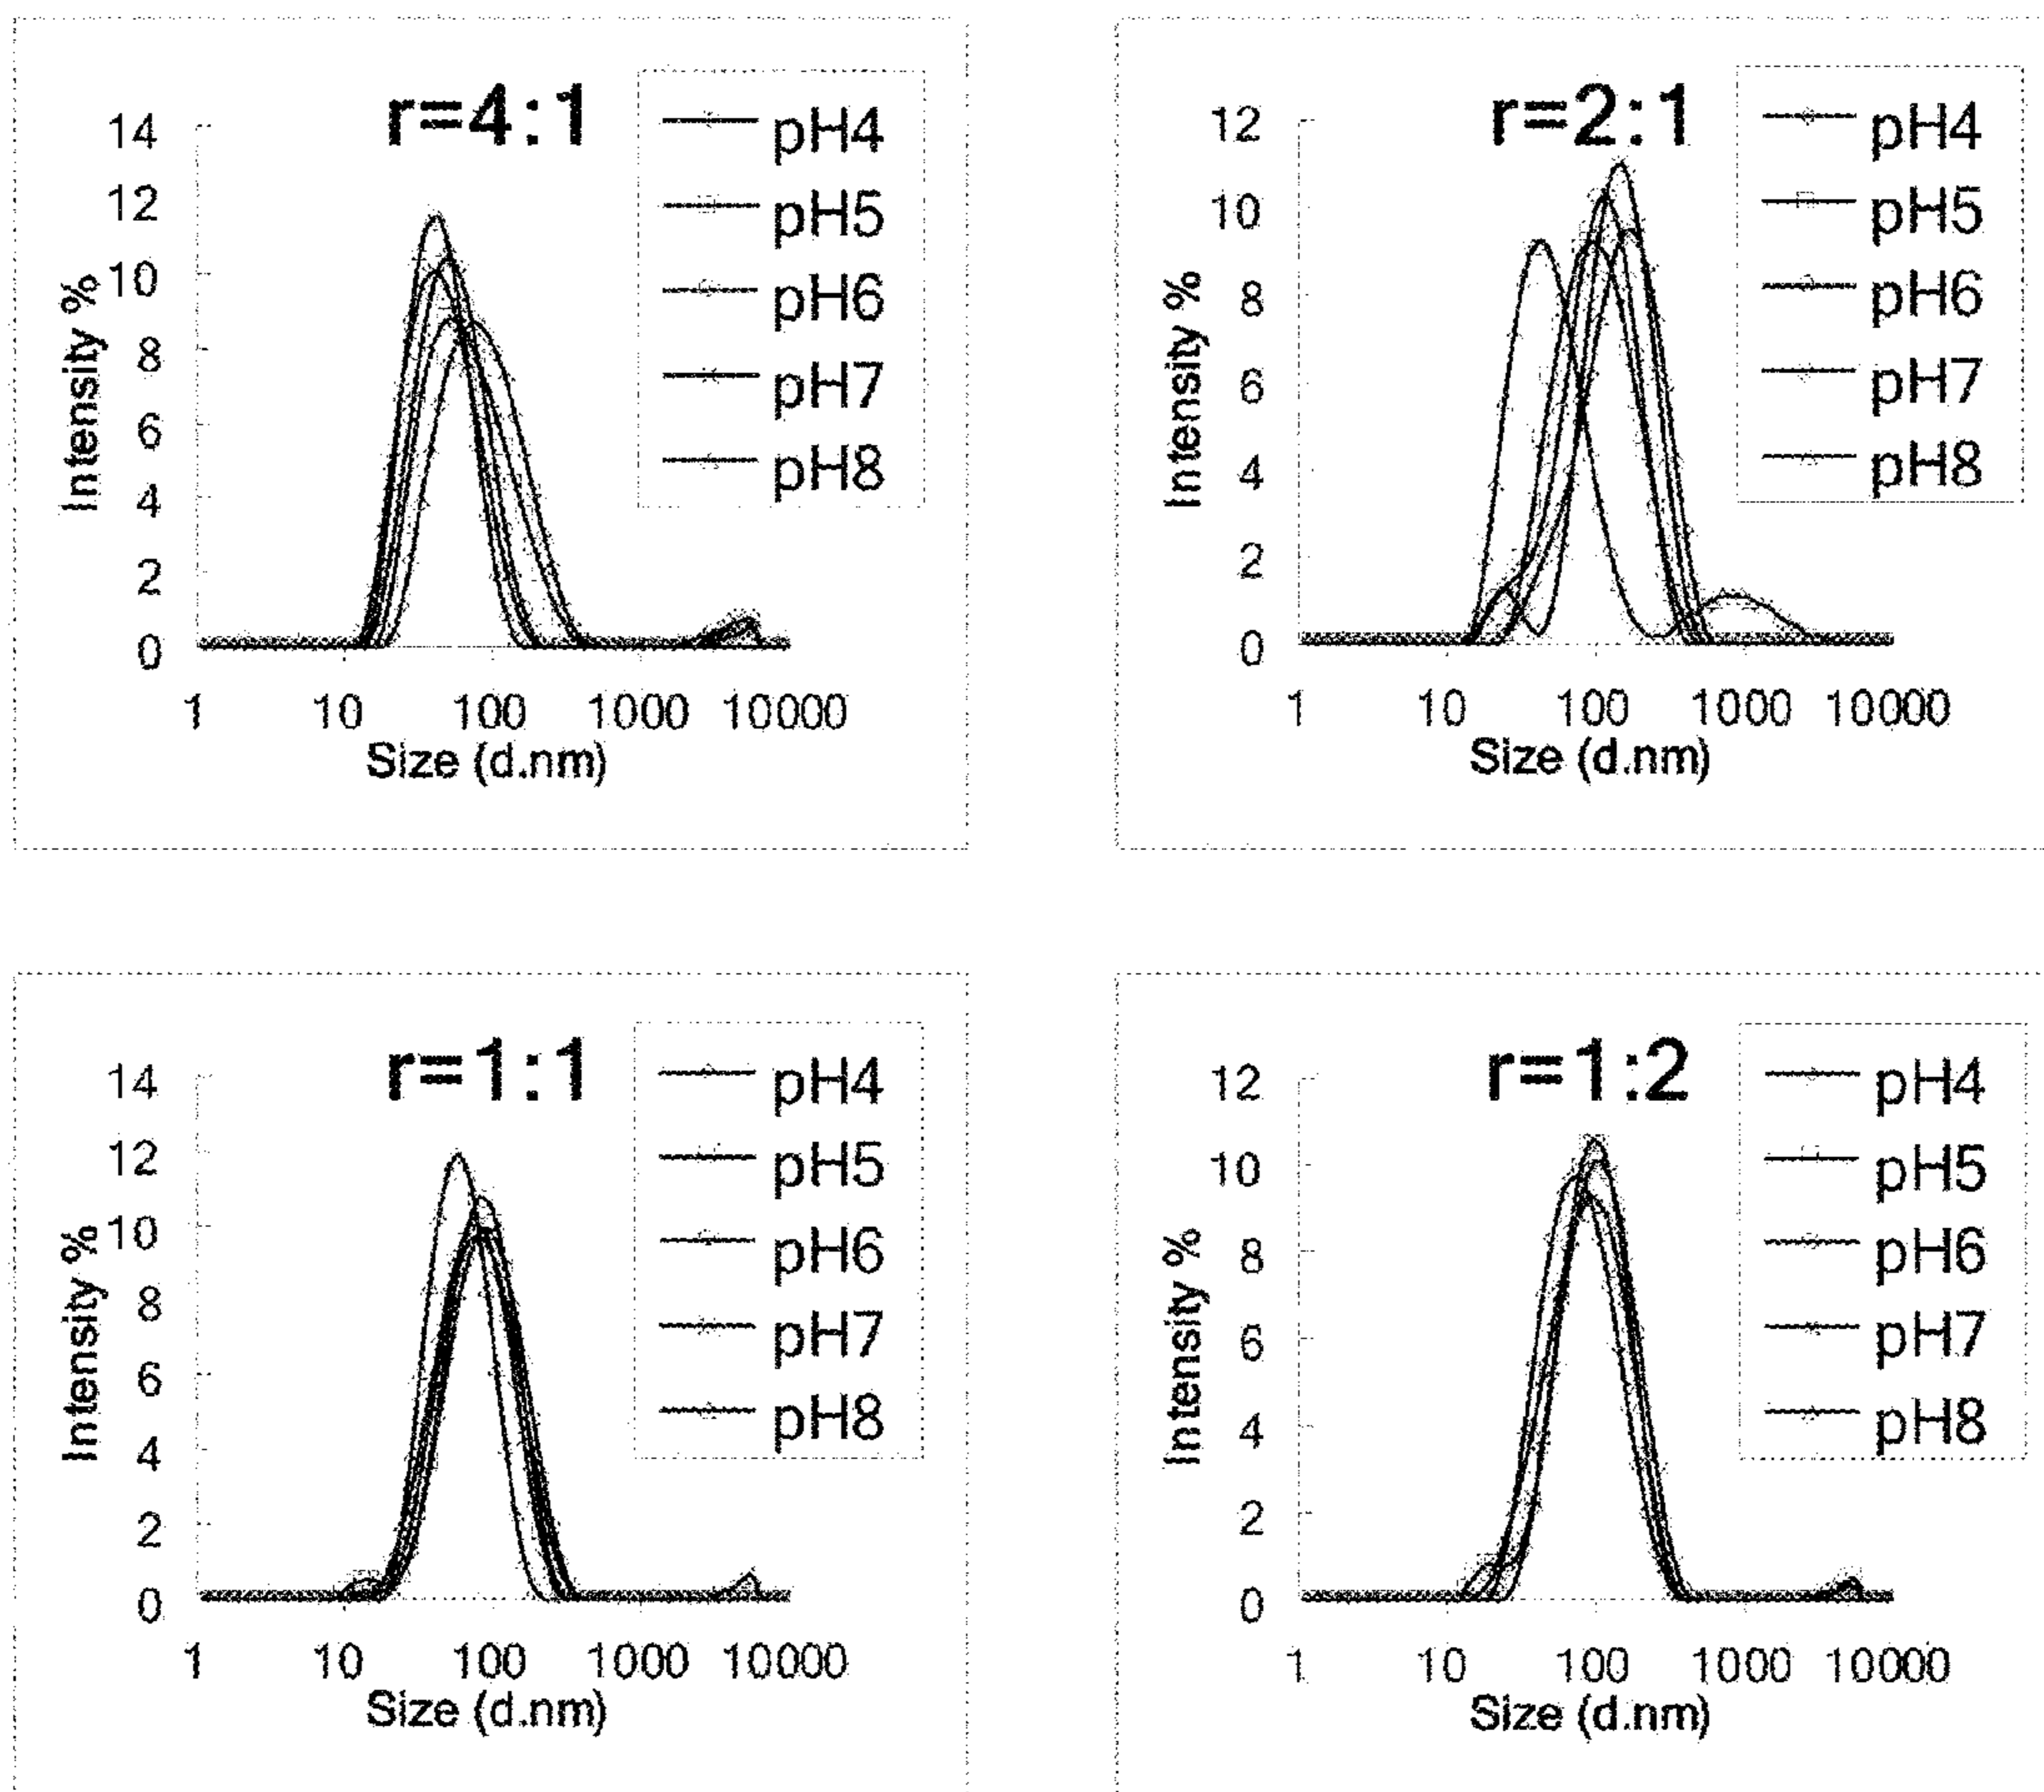 r=4:1
14
12
10
8
6
4
2
0
Intensity %
1 10 100 1000 10000
Size (d.nm)
pH4
pH5
pH6
pH7
pH8
r=2:1
12
10
8
6
4
2
0
Intensity %
1 10 100 1000 10000
Size (d.nm)
pH4
pH5
pH6
pH7
pH8
r=1:1
14
12
10
8
6
4
2
0
Intensity %
1 10 100 1000 10000
Size (d.nm)
pH4
pH5
pH6
pH7
pH8
r=1:2
12
10
8
6
4
2
0
Intensity %
1 10 100 1000 10000
Size (d.nm)
pH4
pH5
pH6
pH7
pH8